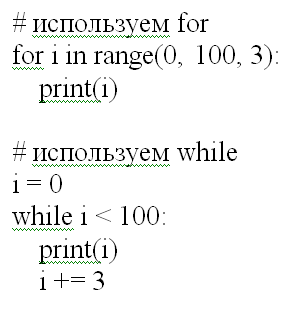 # используем for
for i in range(0, 100, 3):
print(i)
# используем while
i = 0
while i < 100:
print(i)
i += 3